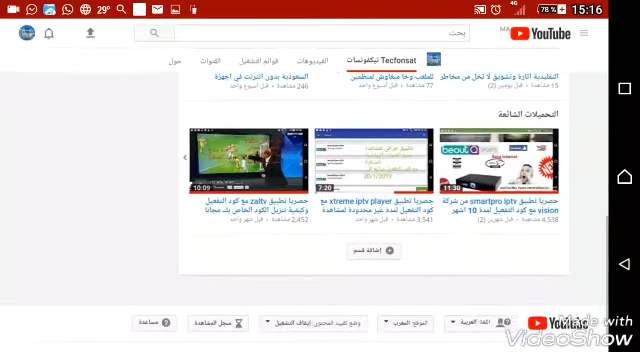 29° 4G 78 % 15:16
YouTube MA
بحث
Tecfonsat تيكفونسات الفيديوهات قوائم التشغيل القنوات حول
التقليدية اثارة وتشويق لا تخل من مخاطر
15 مشاهدة • قبل يومين (2)
77 مشاهدة • قبل أسبوع واحد
السعودية بدون انترنت في اجهزة
246 مشاهدة • قبل أسبوع واحد
التحميلات الشائعة
beout Q
11:30
7:20
10:09
حصريا تطبيق smartpro iptv من شركة
vision مع كود التفعيل لمدة 10 اشهر
4,538 مشاهدة • قبل شهرين (2)
حصريا تطبيق xtreme iptv player مع
كود التفعيل لمدة غير محدودة لمشاهدة
3,541 مشاهدة • قبل شهر واحد
حصريا تطبيق zaltv مع كود التفعيل
وكيفية تنزيل الكود الخاص بك مجانا
2,452 مشاهدة • قبل شهر واحد
إضافة قسم
YouTube
اللغة: العربية
الموقع: المغرب
وضع تقييد المحتوى: إيقاف التشغيل
سجل المشاهدة
مساعدة
Made with
VideoShow